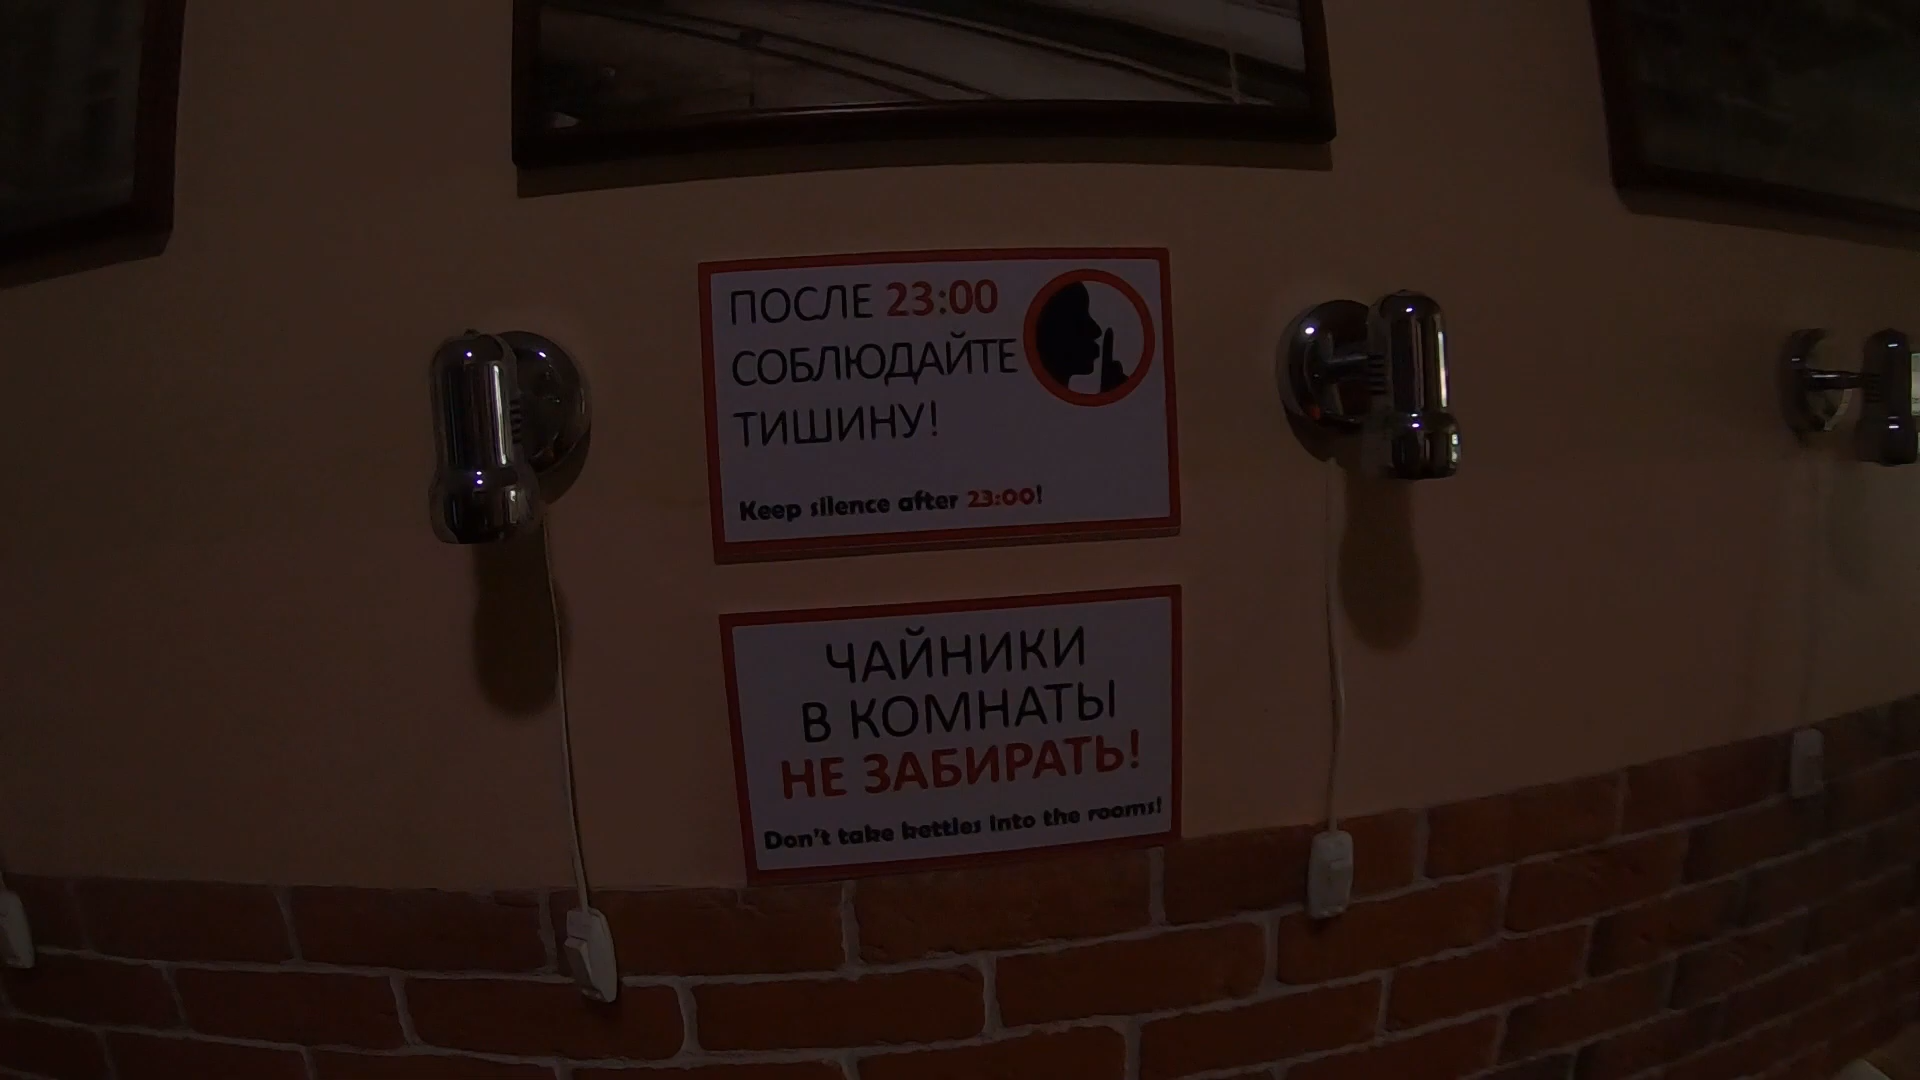 ПОСЛЕ 23:00
СОБЛЮДАЙТЕ
ТИШИНУ!
Keep silence after 23:00!
ЧАЙНИКИ
В КОМНАТЫ
НЕ ЗАБИРАТЬ!
Don't take kettles into the rooms!